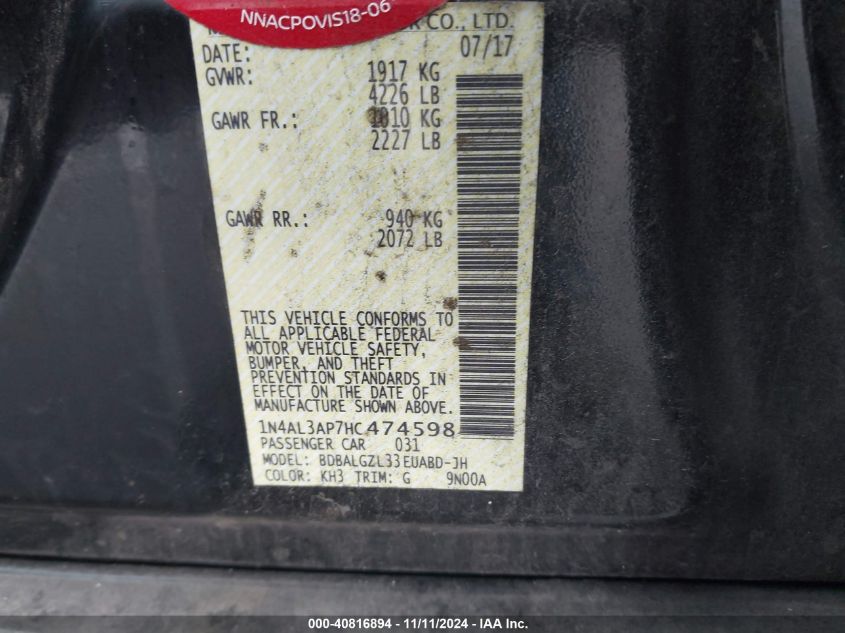 NNACPOVIS18-06
CO., LTD.
DATE: 07/17
GVWR: 1917 KG
4226 LB
GAWR FR.: 1010 KG
2227 LB
GAWR RR.: 940 KG
2072 LB
THIS VEHICLE CONFORMS TO
ALL APPLICABLE FEDERAL
MOTOR VEHICLE SAFETY,
BUMPER, AND THEFT
PREVENTION STANDARDS IN
EFFECT ON THE DATE OF
MANUFACTURE SHOWN ABOVE.
1N4AL3AP7HC474598
PASSENGER CAR 031
MODEL: BDBALGZL33EUABD-JH
COLOR: KH3 TRIM: G 9N00A
000-40816894 - 11/11/2024 - IAA Inc.